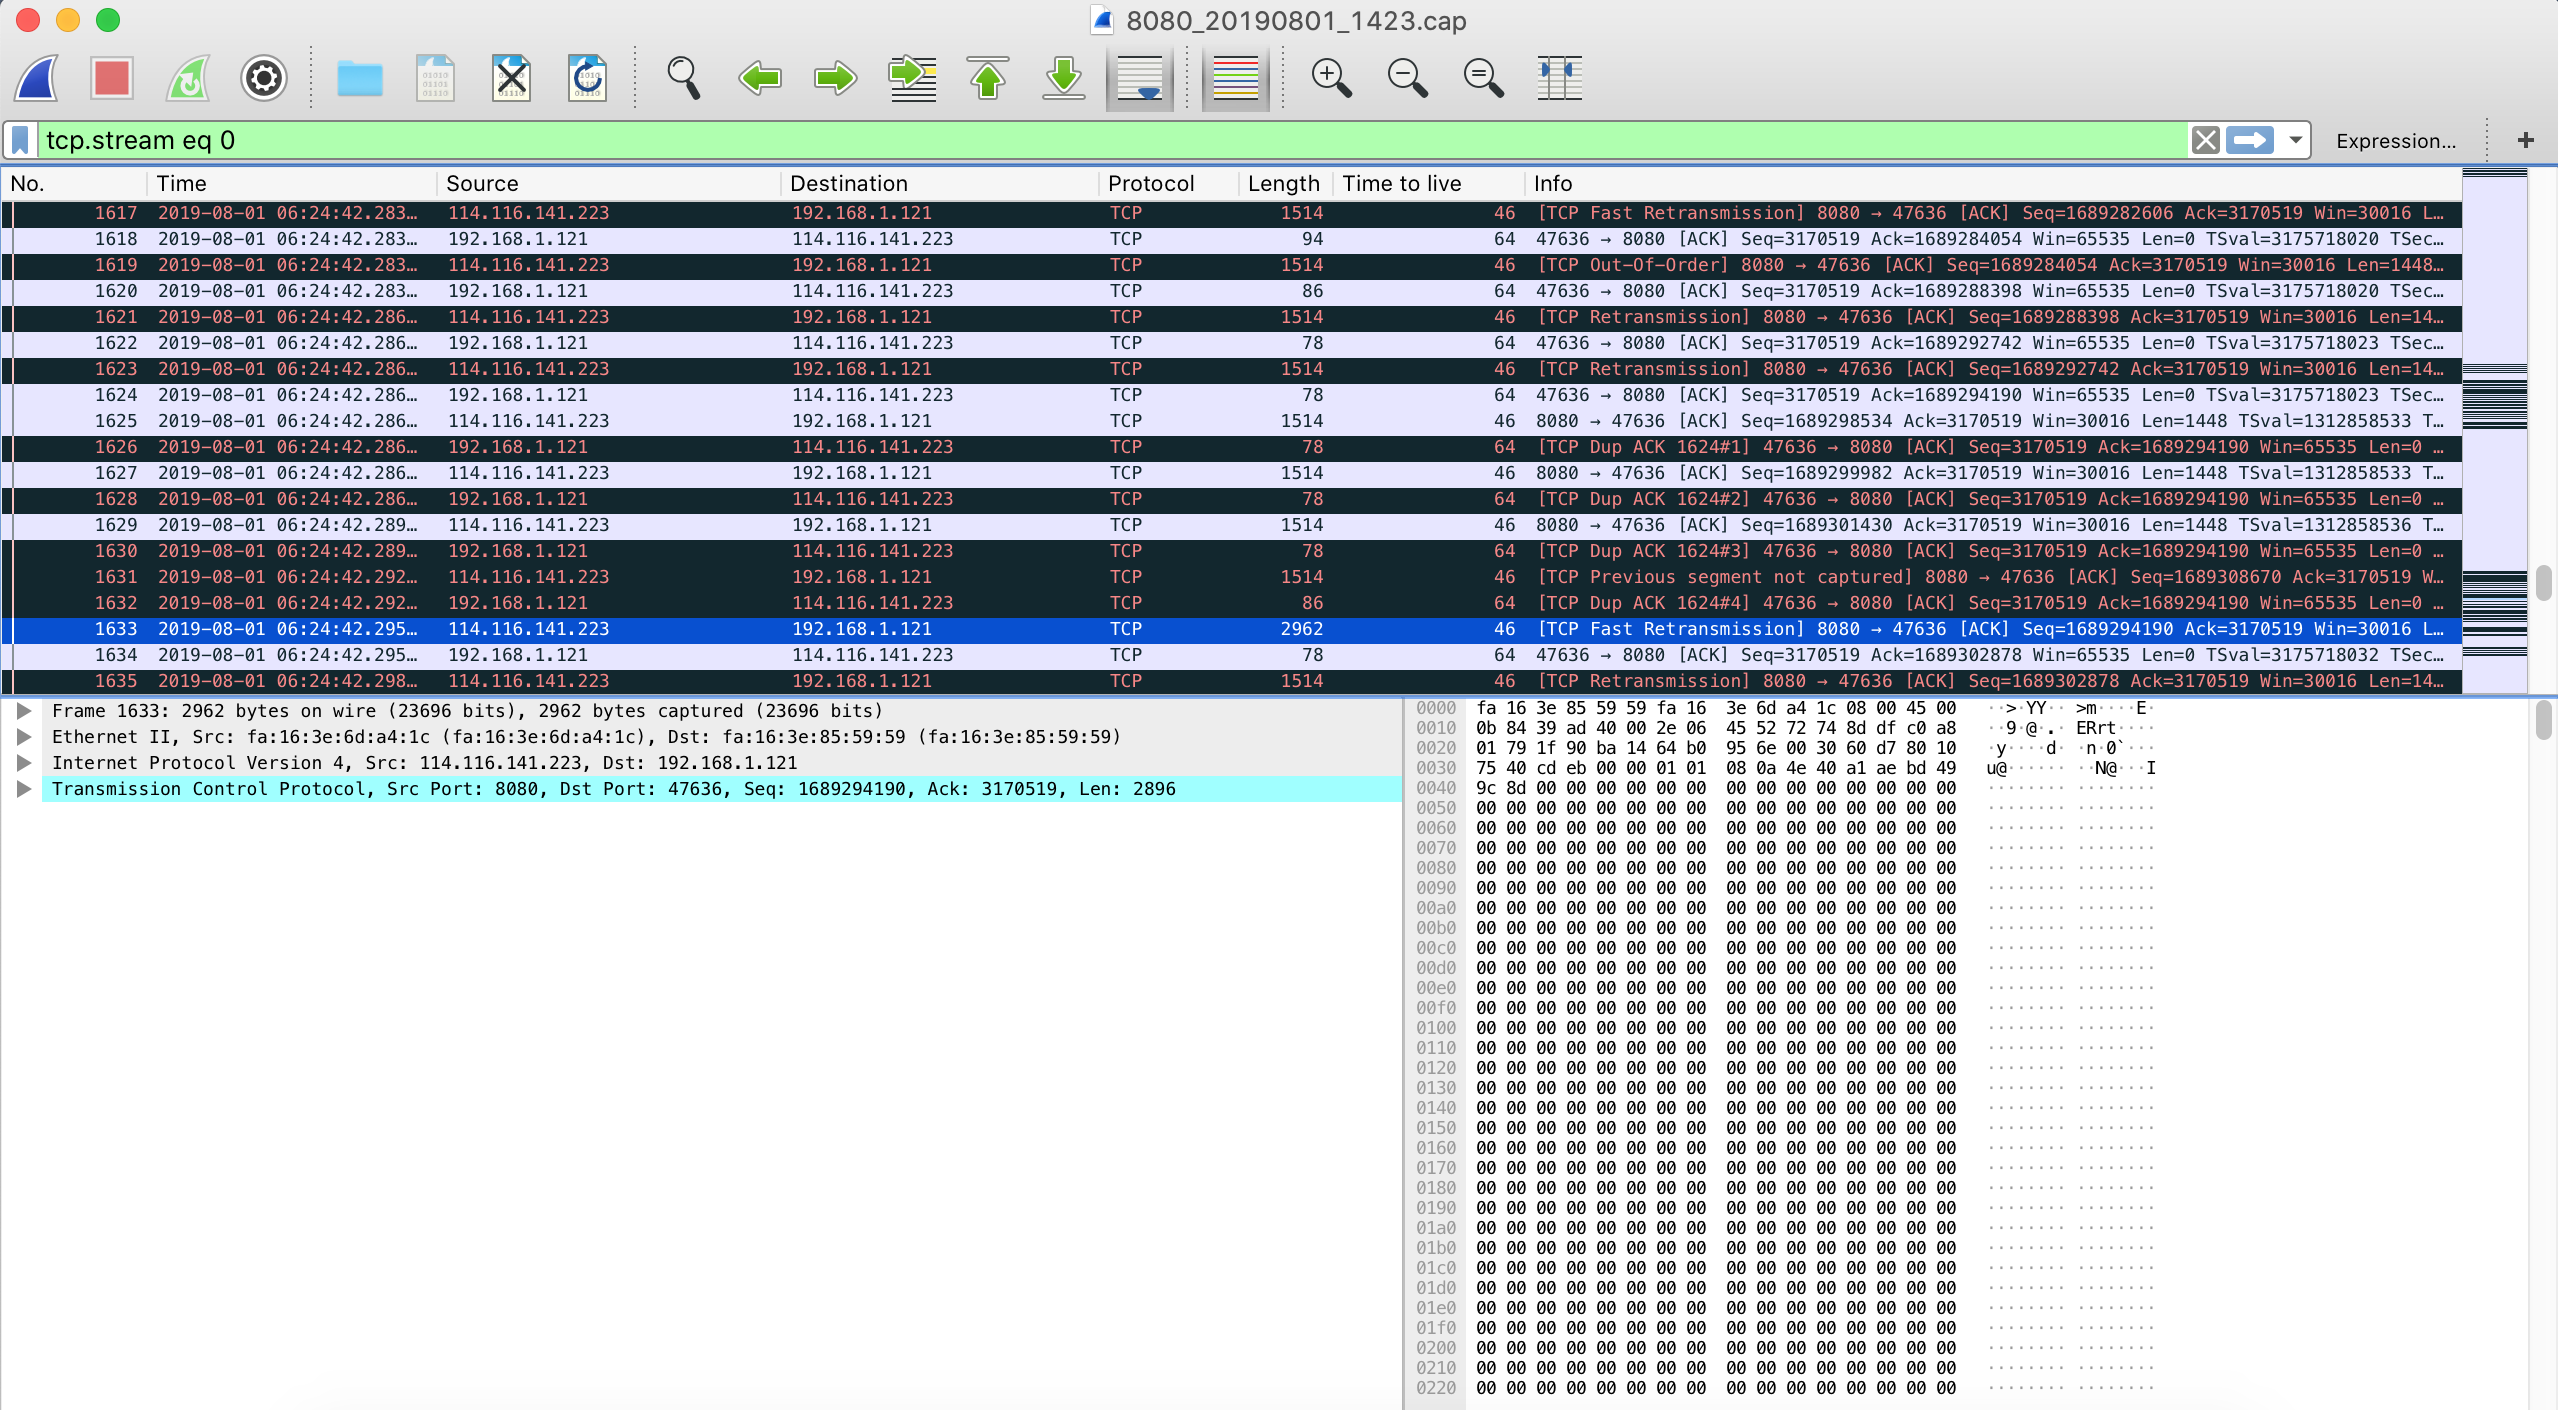 8080_20190801_1423.cap
tcp.stream eq 0
Expression…
+
No. Time Source Destination Protocol Length Time to live Info
1617 2019-08-01 06:24:42.283… 114.116.141.223 192.168.1.121 TCP 1514 46 [TCP Fast Retransmission] 8080 → 47636 [ACK] Seq=1689282606 Ack=3170519 Win=30016 L…
1618 2019-08-01 06:24:42.283… 192.168.1.121 114.116.141.223 TCP 94 64 47636 → 8080 [ACK] Seq=3170519 Ack=1689284054 Win=65535 Len=0 TSval=3175718020 TSec…
1619 2019-08-01 06:24:42.283… 114.116.141.223 192.168.1.121 TCP 1514 46 [TCP Out-Of-Order] 8080 → 47636 [ACK] Seq=1689284054 Ack=3170519 Win=30016 Len=1448…
1620 2019-08-01 06:24:42.283… 192.168.1.121 114.116.141.223 TCP 86 64 47636 → 8080 [ACK] Seq=3170519 Ack=1689288398 Win=65535 Len=0 TSval=3175718020 TSec…
1621 2019-08-01 06:24:42.286… 114.116.141.223 192.168.1.121 TCP 1514 46 [TCP Retransmission] 8080 → 47636 [ACK] Seq=1689288398 Ack=3170519 Win=30016 Len=14…
1622 2019-08-01 06:24:42.286… 192.168.1.121 114.116.141.223 TCP 78 64 47636 → 8080 [ACK] Seq=3170519 Ack=1689292742 Win=65535 Len=0 TSval=3175718023 TSec…
1623 2019-08-01 06:24:42.286… 114.116.141.223 192.168.1.121 TCP 1514 46 [TCP Retransmission] 8080 → 47636 [ACK] Seq=1689292742 Ack=3170519 Win=30016 Len=14…
1624 2019-08-01 06:24:42.286… 192.168.1.121 114.116.141.223 TCP 78 64 47636 → 8080 [ACK] Seq=3170519 Ack=1689294190 Win=65535 Len=0 TSval=3175718023 TSec…
1625 2019-08-01 06:24:42.286… 114.116.141.223 192.168.1.121 TCP 1514 46 8080 → 47636 [ACK] Seq=1689298534 Ack=3170519 Win=30016 Len=1448 TSval=1312858533 T…
1626 2019-08-01 06:24:42.286… 192.168.1.121 114.116.141.223 TCP 78 64 [TCP Dup ACK 1624#1] 47636 → 8080 [ACK] Seq=3170519 Ack=1689294190 Win=65535 Len=0 …
1627 2019-08-01 06:24:42.286… 114.116.141.223 192.168.1.121 TCP 1514 46 8080 → 47636 [ACK] Seq=1689299982 Ack=3170519 Win=30016 Len=1448 TSval=1312858533 T…
1628 2019-08-01 06:24:42.286… 192.168.1.121 114.116.141.223 TCP 78 64 [TCP Dup ACK 1624#2] 47636 → 8080 [ACK] Seq=3170519 Ack=1689294190 Win=65535 Len=0 …
1629 2019-08-01 06:24:42.289… 114.116.141.223 192.168.1.121 TCP 1514 46 8080 → 47636 [ACK] Seq=1689301430 Ack=3170519 Win=30016 Len=1448 TSval=1312858536 T…
1630 2019-08-01 06:24:42.289… 192.168.1.121 114.116.141.223 TCP 78 64 [TCP Dup ACK 1624#3] 47636 → 8080 [ACK] Seq=3170519 Ack=1689294190 Win=65535 Len=0 …
1631 2019-08-01 06:24:42.292… 114.116.141.223 192.168.1.121 TCP 1514 46 [TCP Previous segment not captured] 8080 → 47636 [ACK] Seq=1689308670 Ack=3170519 W…
1632 2019-08-01 06:24:42.292… 192.168.1.121 114.116.141.223 TCP 86 64 [TCP Dup ACK 1624#4] 47636 → 8080 [ACK] Seq=3170519 Ack=1689294190 Win=65535 Len=0 …
1633 2019-08-01 06:24:42.295… 114.116.141.223 192.168.1.121 TCP 2962 46 [TCP Fast Retransmission] 8080 → 47636 [ACK] Seq=1689294190 Ack=3170519 Win=30016 L…
1634 2019-08-01 06:24:42.295… 192.168.1.121 114.116.141.223 TCP 78 64 47636 → 8080 [ACK] Seq=3170519 Ack=1689302878 Win=65535 Len=0 TSval=3175718032 TSec…
1635 2019-08-01 06:24:42.298… 114.116.141.223 192.168.1.121 TCP 1514 46 [TCP Retransmission] 8080 → 47636 [ACK] Seq=1689302878 Ack=3170519 Win=30016 Len=14…
Frame 1633: 2962 bytes on wire (23696 bits), 2962 bytes captured (23696 bits)
Ethernet II, Src: fa:16:3e:6d:a4:1c (fa:16:3e:6d:a4:1c), Dst: fa:16:3e:85:59:59 (fa:16:3e:85:59:59)
Internet Protocol Version 4, Src: 114.116.141.223, Dst: 192.168.1.121
Transmission Control Protocol, Src Port: 8080, Dst Port: 47636, Seq: 1689294190, Ack: 3170519, Len: 2896
0000 fa 16 3e 85 59 59 fa 16 3e 6d a4 1c 08 00 45 00 ··>·YY·· >m····E·
0010 0b 84 39 ad 40 00 2e 06 45 52 72 74 8d df c0 a8 ··9·@·.· ERrt····
0020 01 79 1f 90 ba 14 64 b0 95 6e 00 30 60 d7 80 10 ·y····d· ·n·0`···
0030 75 40 cd eb 00 00 01 01 08 0a 4e 40 a1 ae bd 49 u@······ ··N@···I
0040 9c 8d 00 00 00 00 00 00 00 00 00 00 00 00 00 00 ········ ········
0050 00 00 00 00 00 00 00 00 00 00 00 00 00 00 00 00 ········ ········
0060 00 00 00 00 00 00 00 00 00 00 00 00 00 00 00 00 ········ ········
0070 00 00 00 00 00 00 00 00 00 00 00 00 00 00 00 00 ········ ········
0080 00 00 00 00 00 00 00 00 00 00 00 00 00 00 00 00 ········ ········
0090 00 00 00 00 00 00 00 00 00 00 00 00 00 00 00 00 ········ ········
00a0 00 00 00 00 00 00 00 00 00 00 00 00 00 00 00 00 ········ ········
00b0 00 00 00 00 00 00 00 00 00 00 00 00 00 00 00 00 ········ ········
00c0 00 00 00 00 00 00 00 00 00 00 00 00 00 00 00 00 ········ ········
00d0 00 00 00 00 00 00 00 00 00 00 00 00 00 00 00 00 ········ ········
00e0 00 00 00 00 00 00 00 00 00 00 00 00 00 00 00 00 ········ ········
00f0 00 00 00 00 00 00 00 00 00 00 00 00 00 00 00 00 ········ ········
0100 00 00 00 00 00 00 00 00 00 00 00 00 00 00 00 00 ········ ········
0110 00 00 00 00 00 00 00 00 00 00 00 00 00 00 00 00 ········ ········
0120 00 00 00 00 00 00 00 00 00 00 00 00 00 00 00 00 ········ ········
0130 00 00 00 00 00 00 00 00 00 00 00 00 00 00 00 00 ········ ········
0140 00 00 00 00 00 00 00 00 00 00 00 00 00 00 00 00 ········ ········
0150 00 00 00 00 00 00 00 00 00 00 00 00 00 00 00 00 ········ ········
0160 00 00 00 00 00 00 00 00 00 00 00 00 00 00 00 00 ········ ········
0170 00 00 00 00 00 00 00 00 00 00 00 00 00 00 00 00 ········ ········
0180 00 00 00 00 00 00 00 00 00 00 00 00 00 00 00 00 ········ ········
0190 00 00 00 00 00 00 00 00 00 00 00 00 00 00 00 00 ········ ········
01a0 00 00 00 00 00 00 00 00 00 00 00 00 00 00 00 00 ········ ········
01b0 00 00 00 00 00 00 00 00 00 00 00 00 00 00 00 00 ········ ········
01c0 00 00 00 00 00 00 00 00 00 00 00 00 00 00 00 00 ········ ········
01d0 00 00 00 00 00 00 00 00 00 00 00 00 00 00 00 00 ········ ········
01e0 00 00 00 00 00 00 00 00 00 00 00 00 00 00 00 00 ········ ········
01f0 00 00 00 00 00 00 00 00 00 00 00 00 00 00 00 00 ········ ········
0200 00 00 00 00 00 00 00 00 00 00 00 00 00 00 00 00 ········ ········
0210 00 00 00 00 00 00 00 00 00 00 00 00 00 00 00 00 ········ ········
0220 00 00 00 00 00 00 00 00 00 00 00 00 00 00 00 00 ········ ········